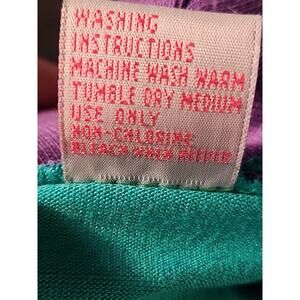 WASHING
INSTRUCTIONS
MACHINE WASH WARM
TUMBLE DRY MEDIUM
USE ONLY
NON-CHLORINE
BLEACH WHEN NEEDED